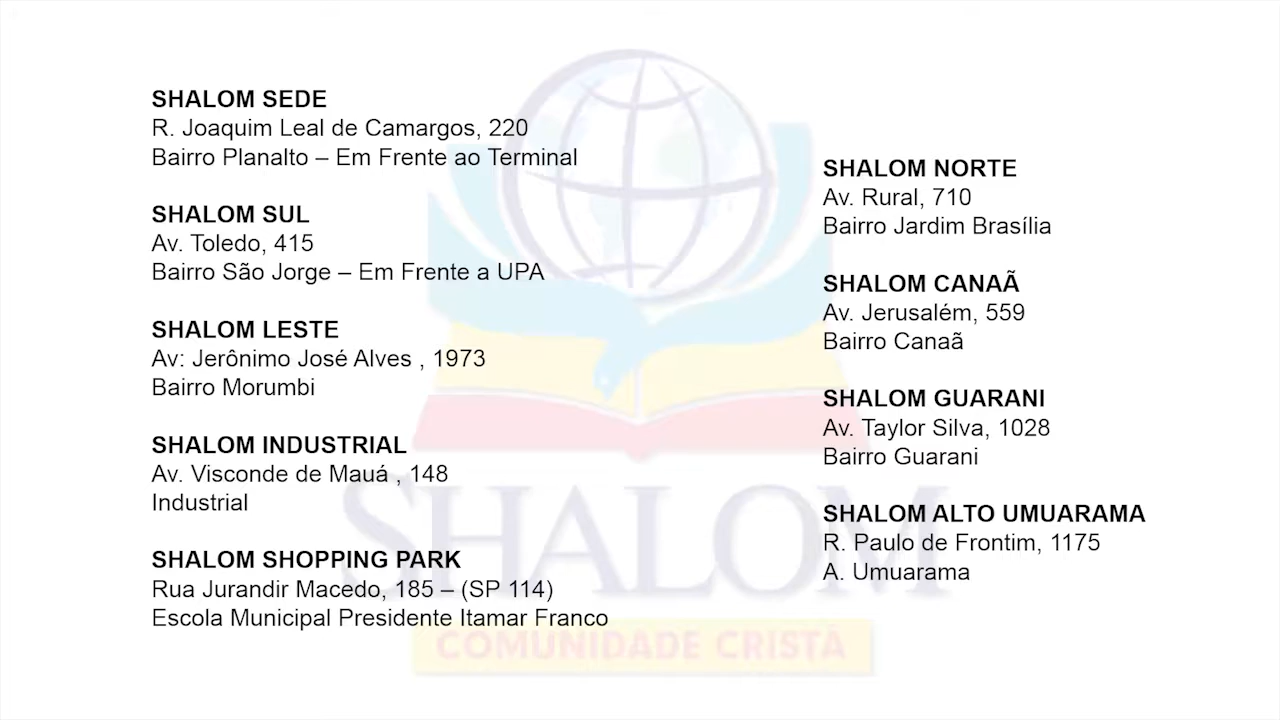 SHALOM SEDE
R. Joaquim Leal de Camargos, 220
Bairro Planalto – Em Frente ao Terminal
SHALOM SUL
Av. Toledo, 415
Bairro São Jorge – Em Frente a UPA
SHALOM LESTE
Av: Jerônimo José Alves , 1973
Bairro Morumbi
SHALOM INDUSTRIAL
Av. Visconde de Mauá , 148
Industrial
SHALOM SHOPPING PARK
Rua Jurandir Macedo, 185 – (SP 114)
Escola Municipal Presidente Itamar Franco
SHALOM NORTE
Av. Rural, 710
Bairro Jardim Brasília
SHALOM CANAÃ
Av. Jerusalém, 559
Bairro Canaã
SHALOM GUARANI
Av. Taylor Silva, 1028
Bairro Guarani
SHALOM ALTO UMUARAMA
R. Paulo de Frontim, 1175
A. Umuarama
SHALOM
COMUNIDADE CRISTÃ